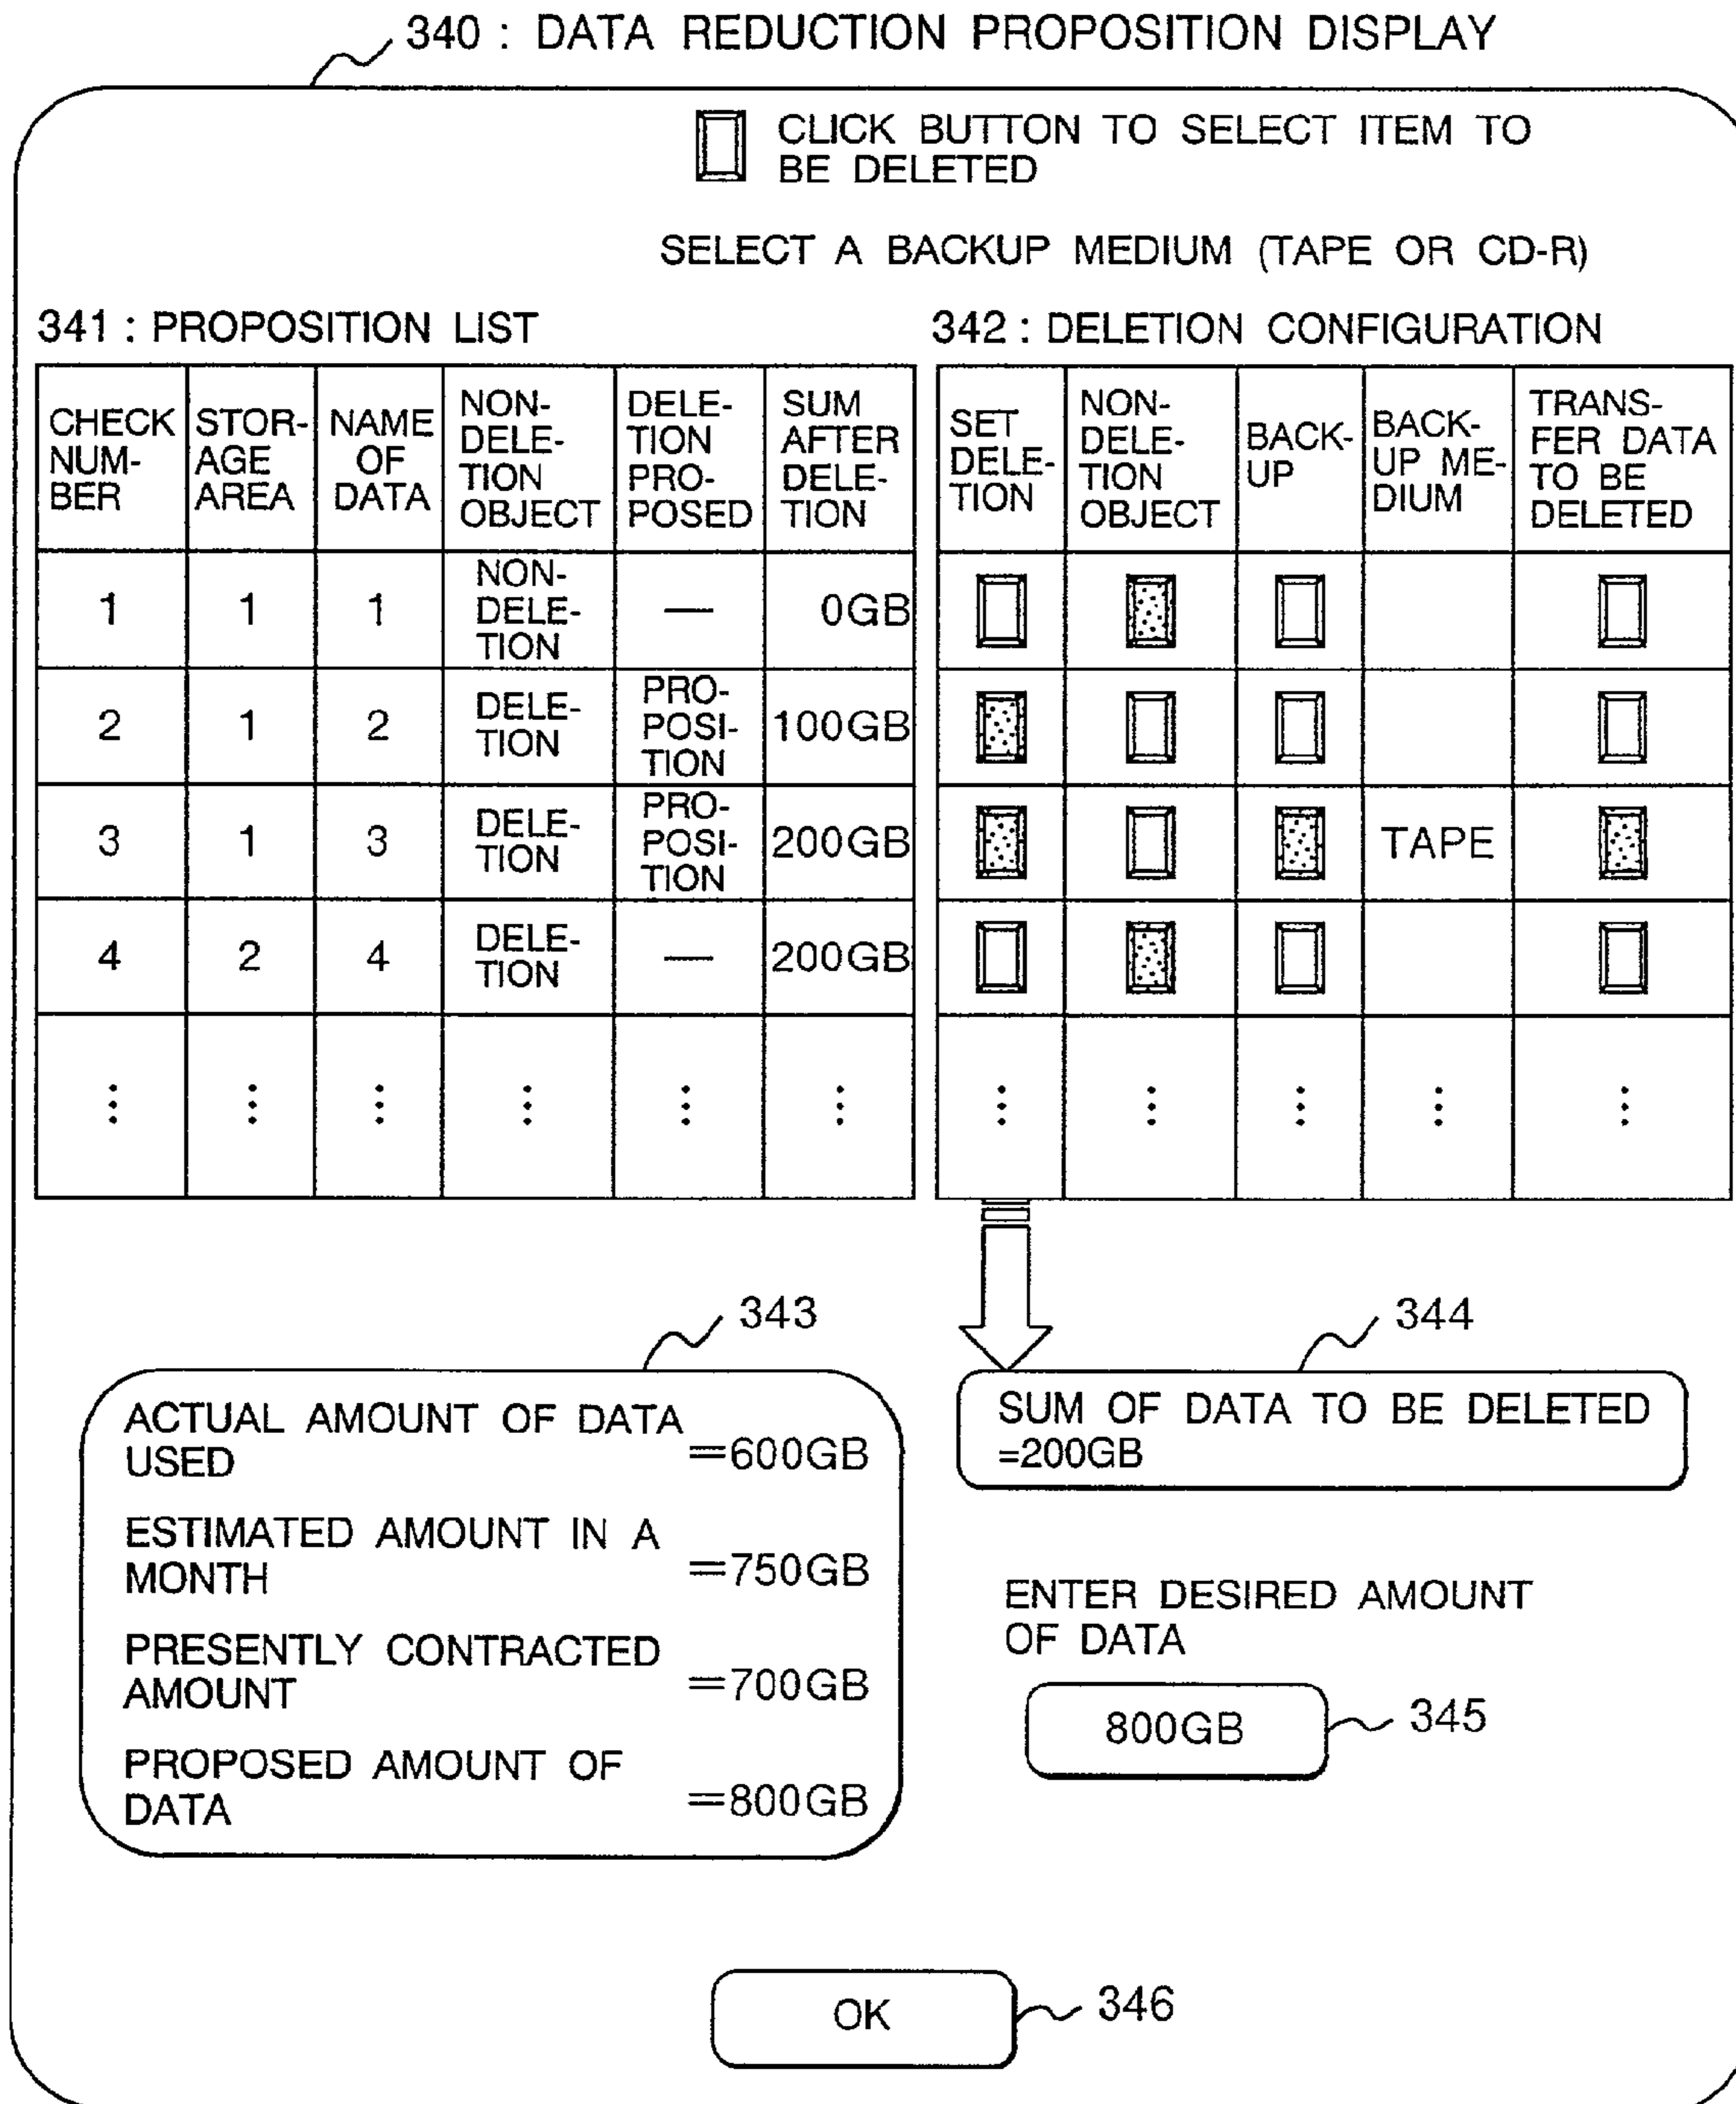 340 : DATA REDUCTION PROPOSITION DISPLAY
CLICK BUTTON TO SELECT ITEM TO
BE DELETED
SELECT A BACKUP MEDIUM (TAPE OR CD-R)
341 : PROPOSITION LIST
CHECK
NUM-
BER
STOR-
AGE
AREA
NAME
OF
DATA
NON-
DELE-
TION
OBJECT
DELE-
TION
PRO-
POSED
SUM
AFTER
DELE-
TION
1
1
1
NON-
DELE-
TION
—
0GB
2
1
2
DELE-
TION
PRO-
POSI-
TION
100GB
3
1
3
DELE-
TION
PRO-
POSI-
TION
200GB
4
2
4
DELE-
TION
—
200GB
342 : DELETION CONFIGURATION
SET
DELE-
TION
NON-
DELE-
TION
OBJECT
BACK-
UP
BACK-
UP ME-
DIUM
TRANS-
FER DATA
TO BE
DELETED
TAPE
343
ACTUAL AMOUNT OF DATA
USED =600GB
ESTIMATED AMOUNT IN A
MONTH =750GB
PRESENTLY CONTRACTED
AMOUNT =700GB
PROPOSED AMOUNT OF
DATA =800GB
344
SUM OF DATA TO BE DELETED
=200GB
ENTER DESIRED AMOUNT
OF DATA
800GB 345
OK 346